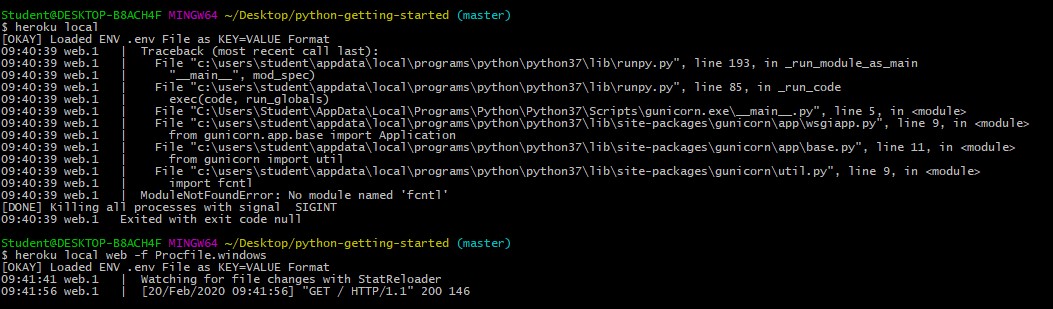 Student@DESKTOP-B8ACH4F MINGW64 ~/Desktop/python-getting-started (master)
$ heroku local
[OKAY] Loaded ENV .env File as KEY=VALUE Format
09:40:39 web.1   |  Traceback (most recent call last):
09:40:39 web.1   |    File "c:\users\student\appdata\local\programs\python\python37\lib\runpy.py", line 193, in _run_module_as_main
09:40:39 web.1   |      "__main__", mod_spec)
09:40:39 web.1   |    File "c:\users\student\appdata\local\programs\python\python37\lib\runpy.py", line 85, in _run_code
09:40:39 web.1   |      exec(code, run_globals)
09:40:39 web.1   |    File "C:\Users\Student\AppData\Local\Programs\Python\Python37\Scripts\gunicorn.exe\__main__.py", line 5, in <module>
09:40:39 web.1   |    File "c:\users\student\appdata\local\programs\python\python37\lib\site-packages\gunicorn\app\wsgiapp.py", line 9, in <module>
09:40:39 web.1   |      from gunicorn.app.base import Application
09:40:39 web.1   |    File "c:\users\student\appdata\local\programs\python\python37\lib\site-packages\gunicorn\app\base.py", line 11, in <module>
09:40:39 web.1   |      from gunicorn import util
09:40:39 web.1   |    File "c:\users\student\appdata\local\programs\python\python37\lib\site-packages\gunicorn\util.py", line 9, in <module>
09:40:39 web.1   |      import fcntl
09:40:39 web.1   |  ModuleNotFoundError: No module named 'fcntl'
[DONE] Killing all processes with signal  SIGINT
09:40:39 web.1   Exited with exit code null
Student@DESKTOP-B8ACH4F MINGW64 ~/Desktop/python-getting-started (master)
$ heroku local web -f Procfile.windows
[OKAY] Loaded ENV .env File as KEY=VALUE Format
09:41:41 web.1   |  Watching for file changes with StatReloader
09:41:56 web.1   |  [20/Feb/2020 09:41:56] "GET / HTTP/1.1" 200 146